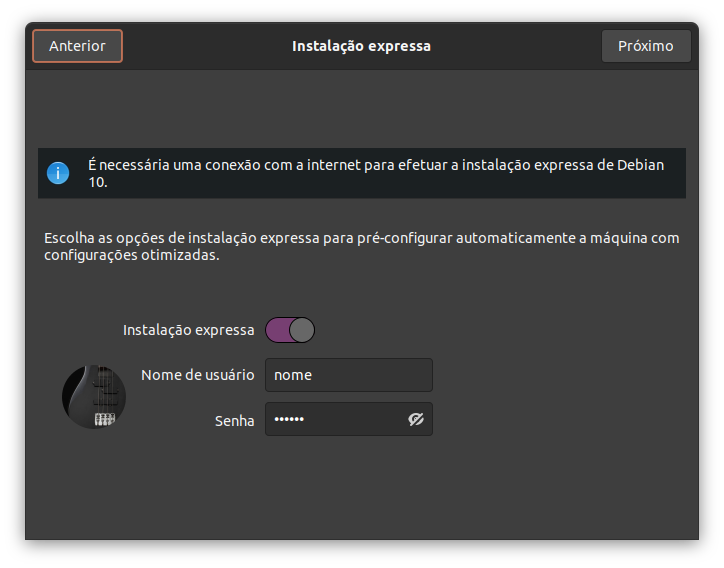 Anterior
Instalação expressa
Próximo
É necessária uma conexão com a internet para efetuar a instalação expressa de Debian
10.
Escolha as opções de instalação expressa para pré-configurar automaticamente a máquina com
configurações otimizadas.
Instalação expressa
Nome de usuário
nome
Senha
••••••